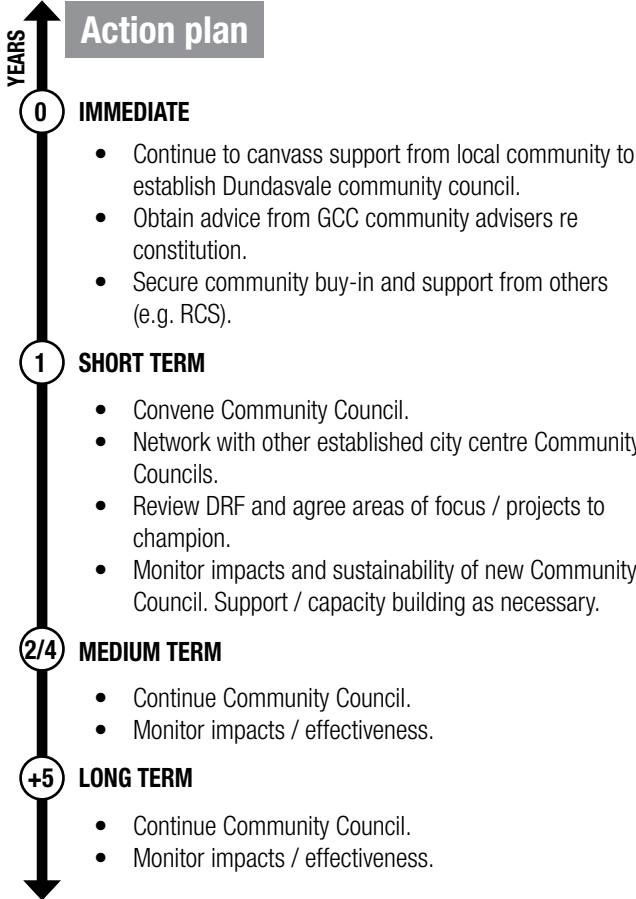 YEARS
Action plan
0 IMMEDIATE
• Continue to canvass support from local community to
establish Dundasvale community council.
• Obtain advice from GCC community advisers re
constitution.
• Secure community buy-in and support from others
(e.g. RCS).
1 SHORT TERM
• Convene Community Council.
• Network with other established city centre Community
Councils.
• Review DRF and agree areas of focus / projects to
champion.
• Monitor impacts and sustainability of new Community
Council. Support / capacity building as necessary.
2/4 MEDIUM TERM
• Continue Community Council.
• Monitor impacts / effectiveness.
+5 LONG TERM
• Continue Community Council.
• Monitor impacts / effectiveness.